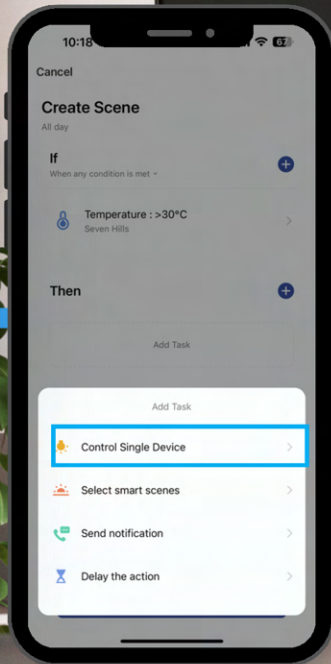 10:18
67
Cancel
Create Scene
All day
If
When any condition is met
Temperature : >30°C
Seven Hills
Then
Add Task
Add Task
Control Single Device
Select smart scenes
Send notification
Delay the action